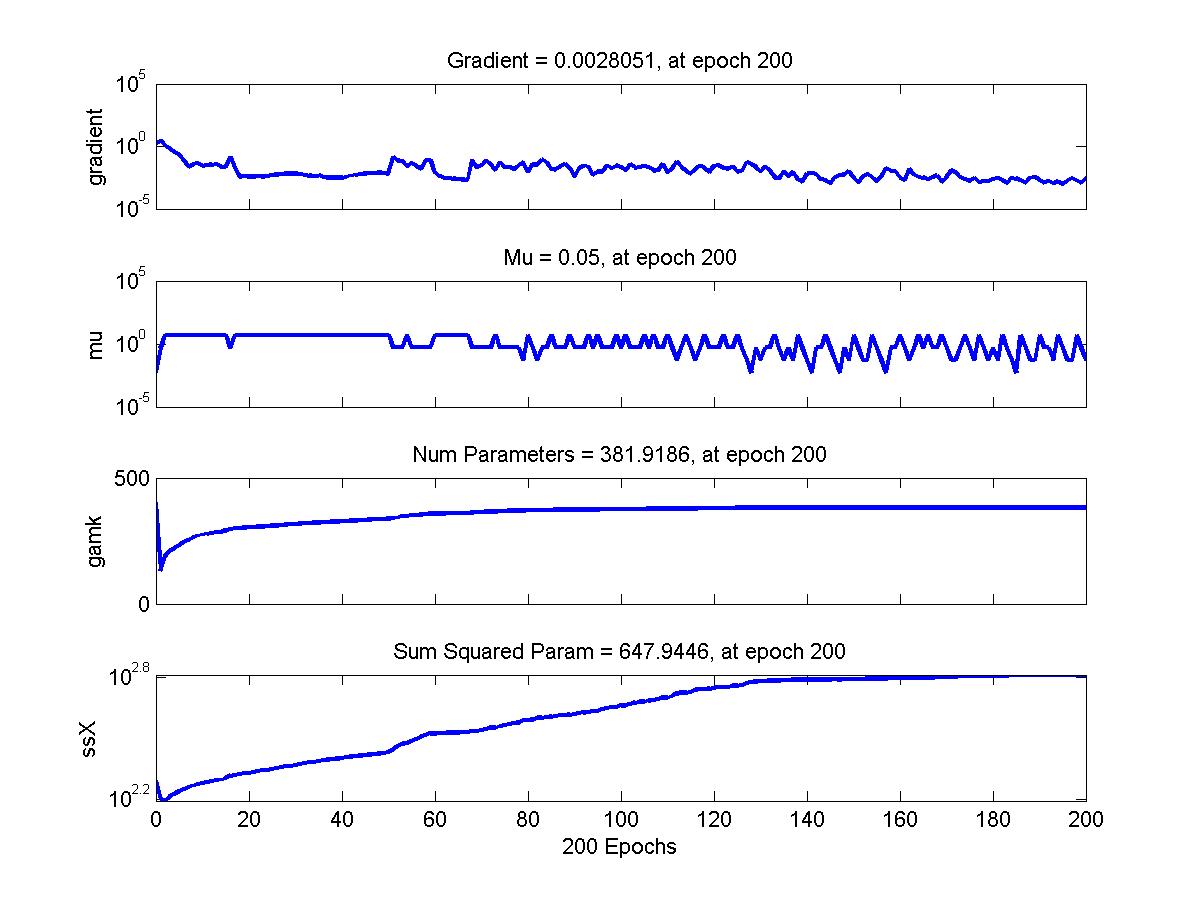 Gradient = 0.0028051, at epoch 200
10^5
10^0
10^-5
gradient
Mu = 0.05, at epoch 200
10^5
10^0
10^-5
mu
Num Parameters = 381.9186, at epoch 200
500
0
gamk
Sum Squared Param = 647.9446, at epoch 200
10^2.8
10^2.2
ssX
0 20 40 60 80 100 120 140 160 180 200
200 Epochs